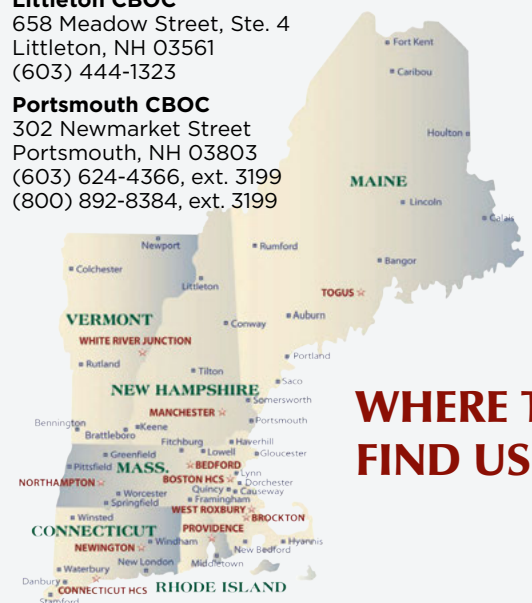 Littleton CBOC
658 Meadow Street, Ste. 4
Littleton, NH 03561
(603) 444-1323
Portsmouth CBOC
302 Newmarket Street
Portsmouth, NH 03803
(603) 624-4366, ext. 3199
(800) 892-8384, ext. 3199
Fort Kent
Caribou
Houlton
MAINE
Lincoln
Calais
Newport
Rumford
Bangor
Colchester
Littleton
TOGUS
VERMONT
Conway
Auburn
WHITE RIVER JUNCTION
Portland
Rutland
Tilton
Saco
NEW HAMPSHIRE
Somersworth
MANCHESTER
Portsmouth
Bennington
Keene
Brattleboro
Fitchburg
Haverhill
Greenfield
Lowell
Gloucester
Pittsfield
MASS.
BEDFORD
Lynn
NORTHAMPTON
BOSTON HCS
Dorchester
Worcester
Quincy
Causeway
Springfield
Framingham
WEST ROXBURY
Winsted
BROCKTON
CONNECTICUT
PROVIDENCE
Windham
Hyannis
NEWINGTON
New Bedford
Waterbury
New London
Middletown
Danbury
CONNECTICUT HCS
RHODE ISLAND
Stamford
WHERE T
FIND US